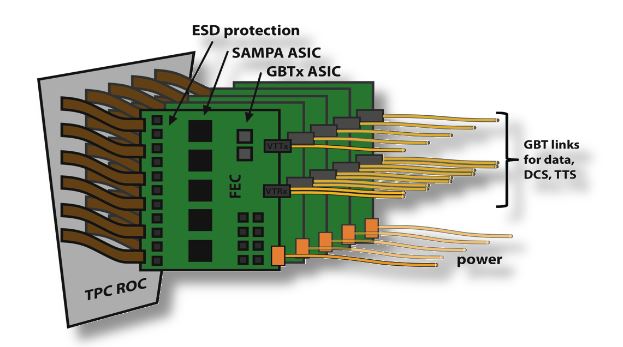 ESD protection
SAMPA ASIC
GBTx ASIC
VTTx
GBT links
for data,
DCS, TTS
FEC
VTRx
power
TPC ROC